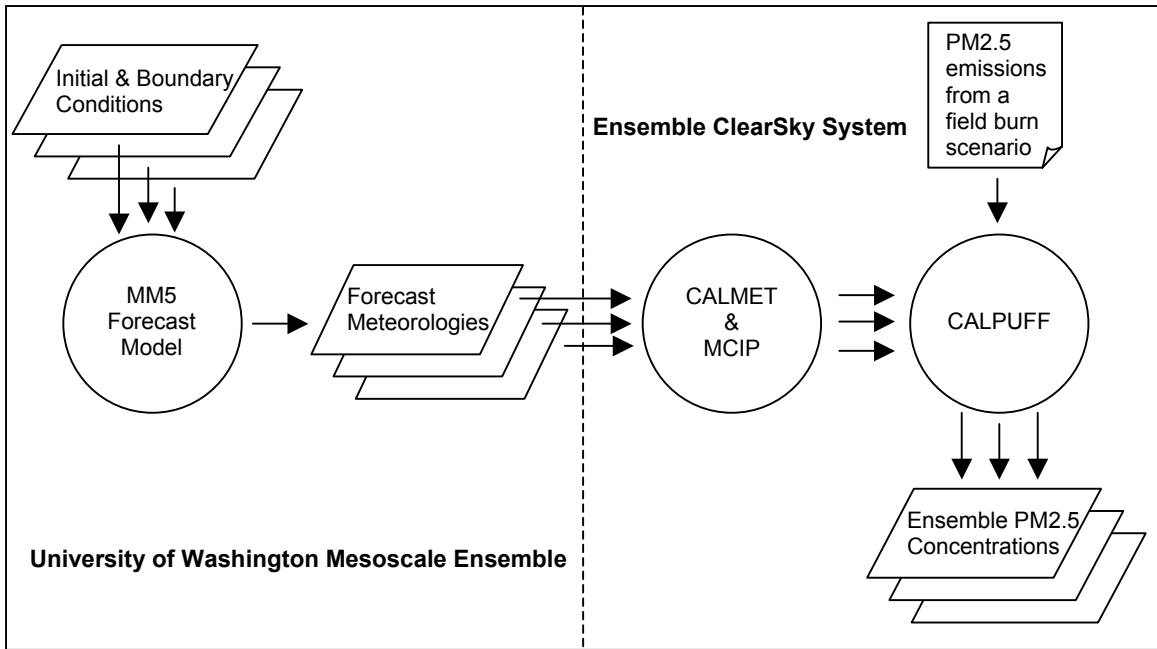 Initial & Boundary
Conditions
MM5
Forecast
Model
Forecast
Meteorologies
University of Washington Mesoscale Ensemble
Ensemble ClearSky System
PM2.5
emissions
from a
field burn
scenario
CALMET
&
MCIP
CALPUFF
Ensemble PM2.5
Concentrations